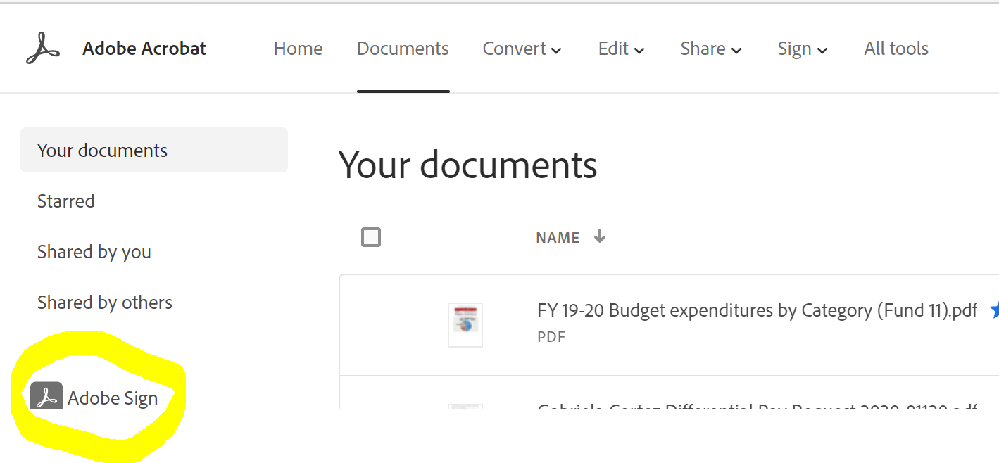 Adobe Acrobat Home Documents Convert Edit Share Sign All tools
Your documents
Starred
Shared by you
Shared by others
Adobe Sign
Your documents
NAME
FY 19-20 Budget expenditures by Category (Fund 11).pdf
PDF